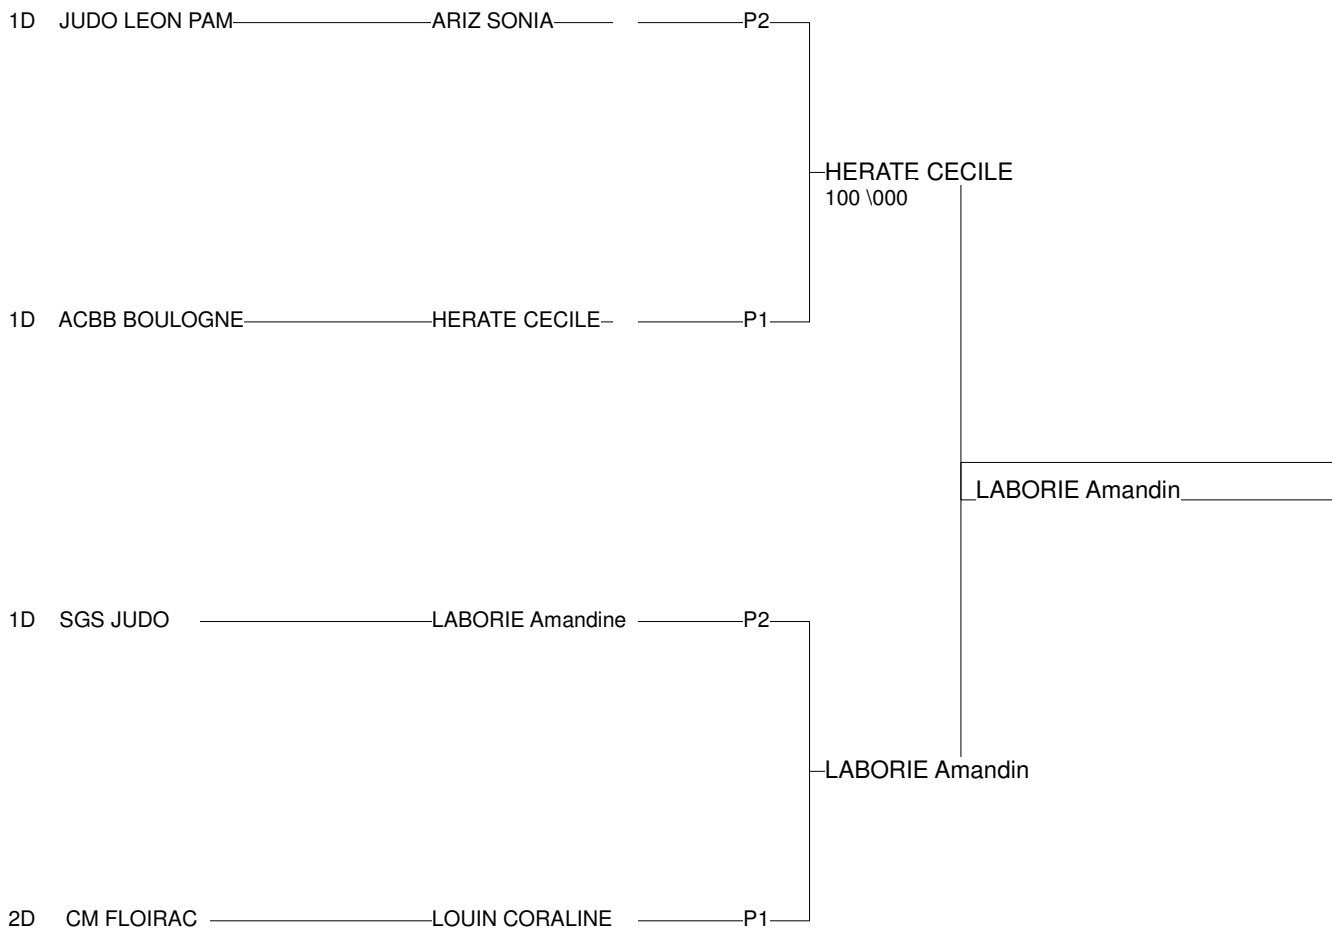 1D JUDO LEON PAM ARIZ SONIA P2
HERATE CECILE
100 \000
1D ACBB BOULOGNE HERATE CECILE P1
LABORIE Amandin
1D SGS JUDO LABORIE Amandine P2
LABORIE Amandin
2D CM FLOIRAC LOUIN CORALINE P1